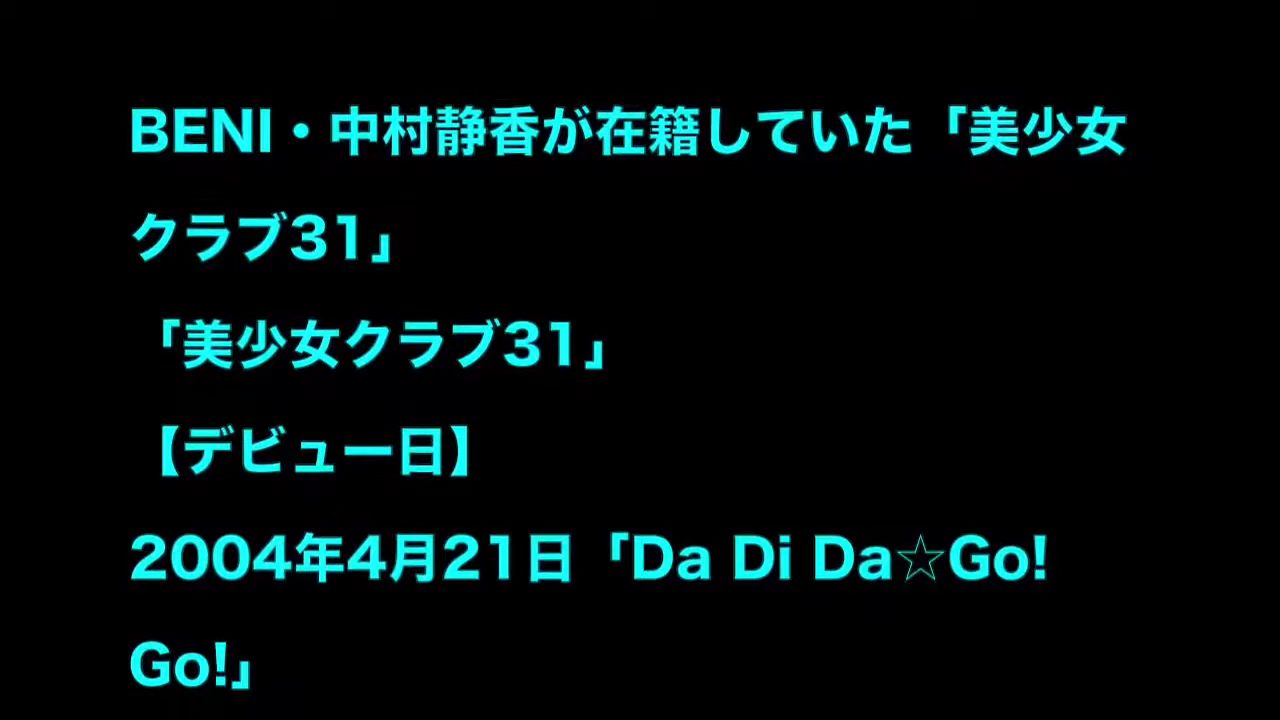 BENI・中村静香が在籍していた「美少女
クラブ31」
「美少女クラブ31」
【デビュー日】
2004年4月21日「Da Di Da☆Go!
Go!」